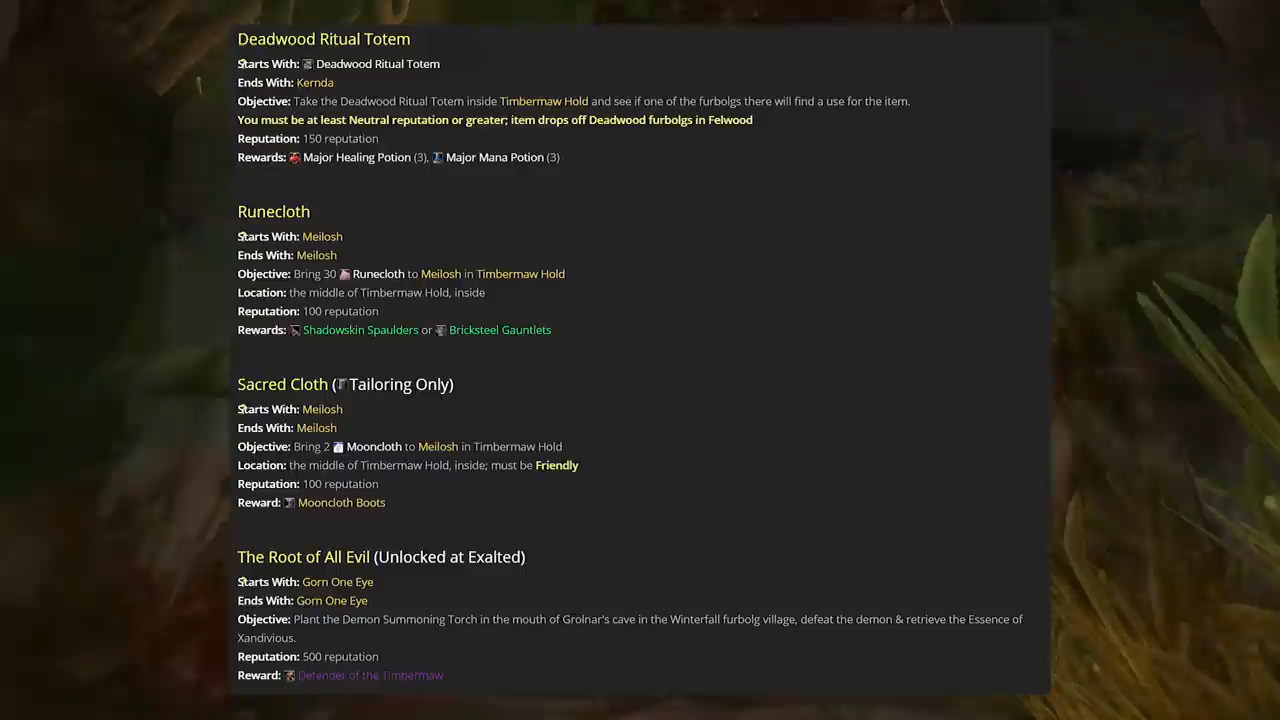 Deadwood Ritual Totem
Starts With: Deadwood Ritual Totem
Ends With: Kernda
Objective: Take the Deadwood Ritual Totem inside Timbermaw Hold and see if one of the furbolgs there will find a use for the item.
You must be at least Neutral reputation or greater; item drops off Deadwood furbolgs in Felwood
Reputation: 150 reputation
Rewards: Major Healing Potion (3), Major Mana Potion (3)
Runecloth
Starts With: Meilosh
Ends With: Meilosh
Objective: Bring 30 Runecloth to Meilosh in Timbermaw Hold
Location: the middle of Timbermaw Hold, inside
Reputation: 100 reputation
Rewards: Shadowskin Spaulders or Bricksteel Gauntlets
Sacred Cloth (Tailoring Only)
Starts With: Meilosh
Ends With: Meilosh
Objective: Bring 2 Mooncloth to Meilosh in Timbermaw Hold
Location: the middle of Timbermaw Hold, inside; must be Friendly
Reputation: 100 reputation
Reward: Mooncloth Boots
The Root of All Evil (Unlocked at Exalted)
Starts With: Gorn One Eye
Ends With: Gorn One Eye
Objective: Plant the Demon Summoning Torch in the mouth of Grolnar's cave in the Winterfall furbolg village, defeat the demon & retrieve the Essence of
Xandivious.
Reputation: 500 reputation
Reward: Defender of the Timbermaw